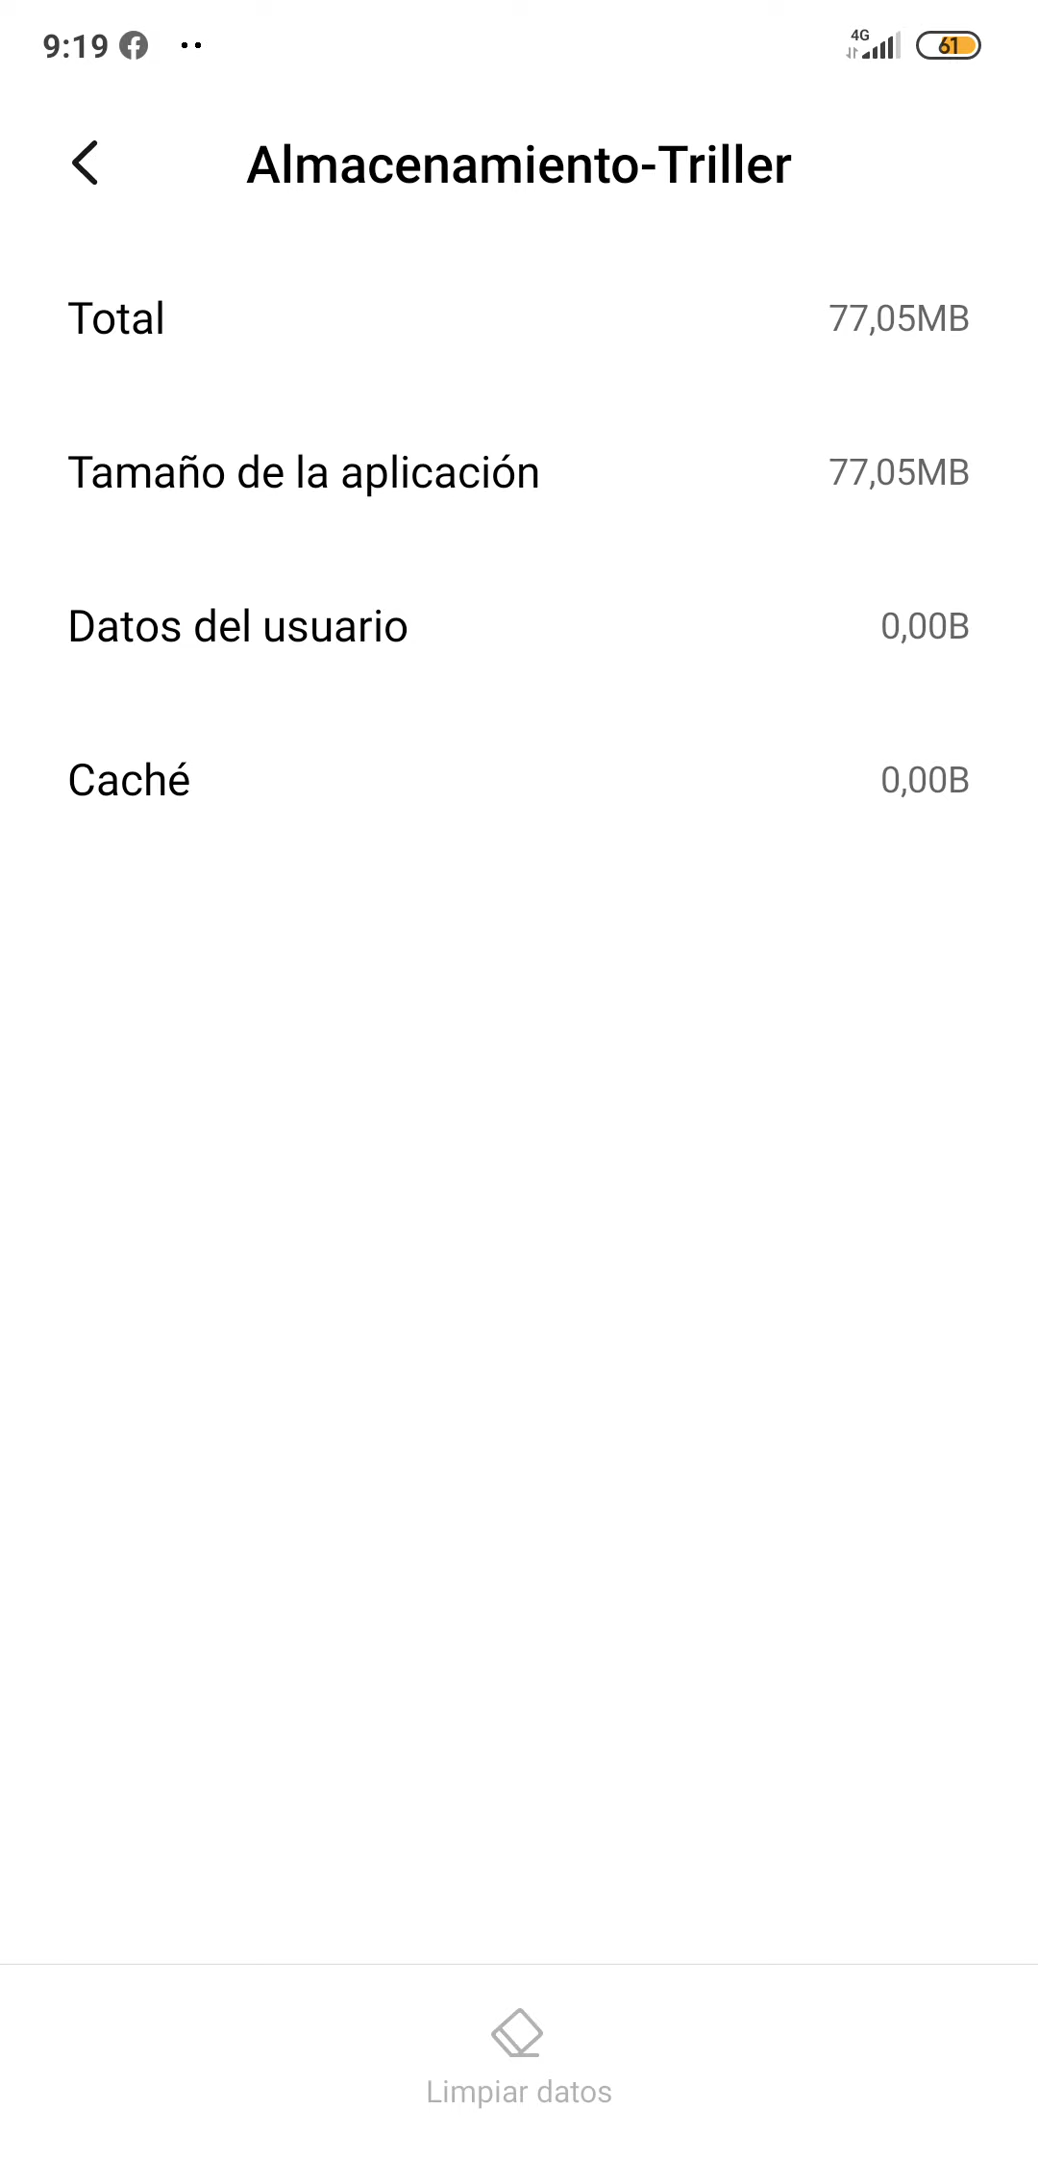 9:19
4G
61
Almacenamiento-Triller
Total 77,05MB
Tamaño de la aplicación 77,05MB
Datos del usuario 0,00B
Caché 0,00B
Limpiar datos